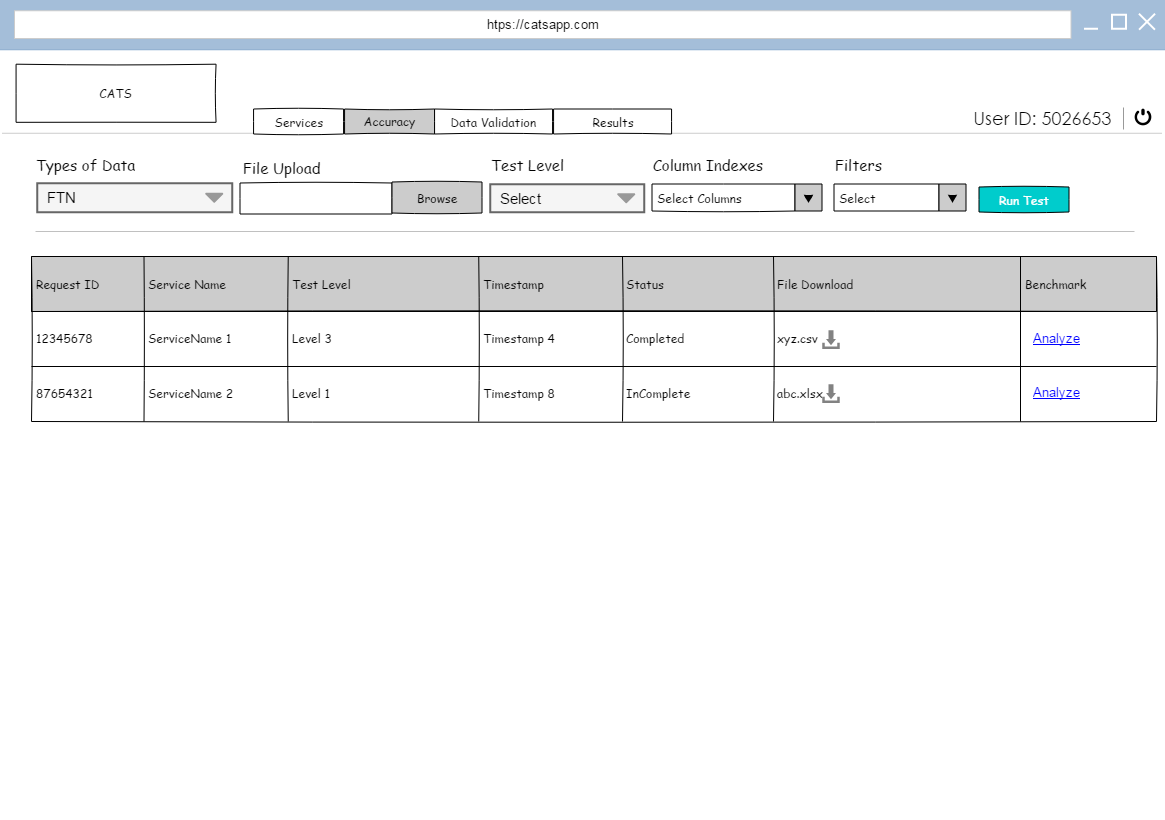 htps://catsapp.com
CATS
Services Accuracy Data Validation Results
User ID: 5026653
Types of Data File Upload Test Level Column Indexes Filters
FTN Browse Select Select Columns Select Run Test
Request ID Service Name Test Level Timestamp Status File Download Benchmark
12345678 ServiceName 1 Level 3 Timestamp 4 Completed xyz.csv Analyze
87654321 ServiceName 2 Level 1 Timestamp 8 InComplete abc.xlsx Analyze